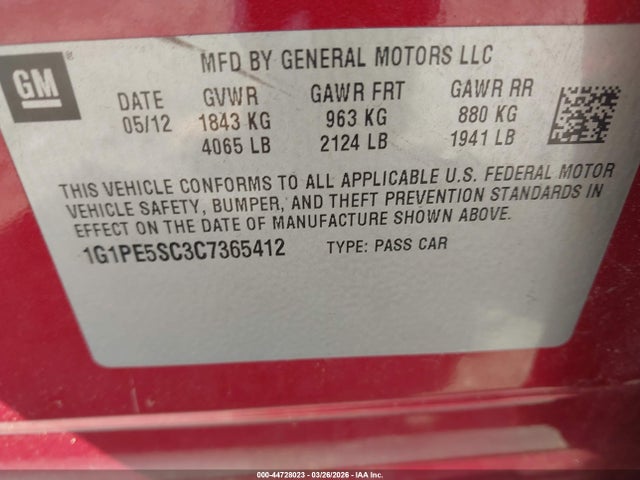 GM
®
MFD BY GENERAL MOTORS LLC
DATE GVWR GAWR FRT GAWR RR
05/12 1843 KG 963 KG 880 KG
4065 LB 2124 LB 1941 LB
THIS VEHICLE CONFORMS TO ALL APPLICABLE U.S. FEDERAL MOTOR
VEHICLE SAFETY, BUMPER, AND THEFT PREVENTION STANDARDS IN
EFFECT ON THE DATE OF MANUFACTURE SHOWN ABOVE.
1G1PE5SC3C7365412 TYPE: PASS CAR
000-44728023 — 03/26/2026 — IAA Inc.